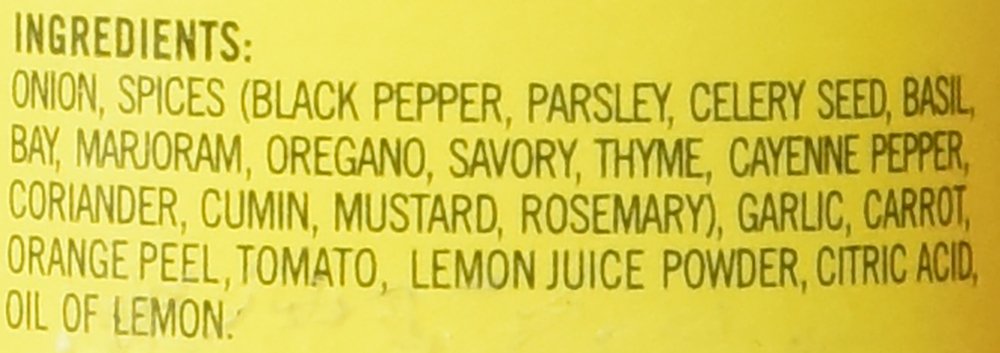 INGREDIENTS:
ONION, SPICES (BLACK PEPPER, PARSLEY, CELERY SEED, BASIL,
BAY, MARJORAM, OREGANO, SAVORY, THYME, CAYENNE PEPPER,
CORIANDER, CUMIN, MUSTARD, ROSEMARY), GARLIC, CARROT,
ORANGE PEEL, TOMATO, LEMON JUICE POWDER, CITRIC ACID,
OIL OF LEMON.